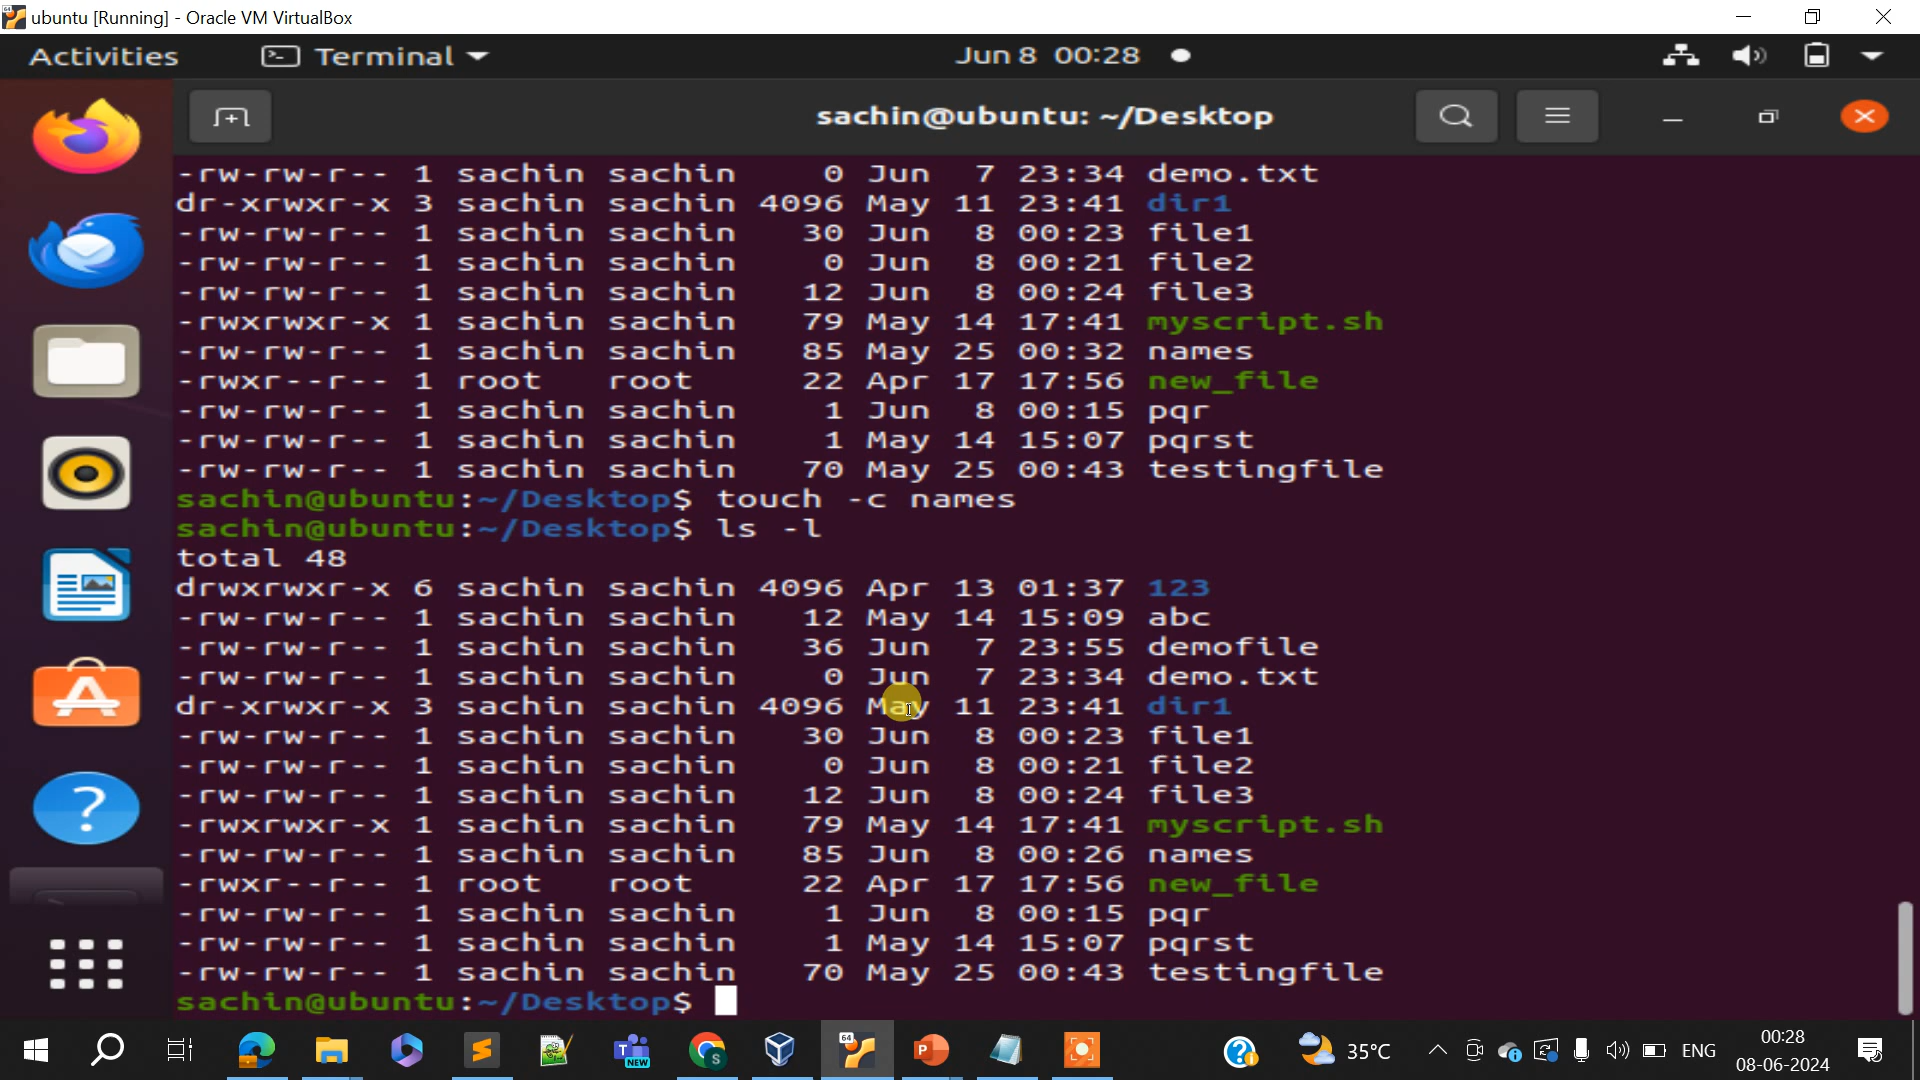 ubuntu [Running] - Oracle VM VirtualBox
Activities Terminal Jun 8 00:28
sachin@ubuntu: ~/Desktop
-rw-rw-r-- 1 sachin sachin 0 Jun 7 23:34 demo.txt
dr-xrwxr-x 3 sachin sachin 4096 May 11 23:41 dir1
-rw-rw-r-- 1 sachin sachin 30 Jun 8 00:23 file1
-rw-rw-r-- 1 sachin sachin 0 Jun 8 00:21 file2
-rw-rw-r-- 1 sachin sachin 12 Jun 8 00:24 file3
-rwxrwxr-x 1 sachin sachin 79 May 14 17:41 myscript.sh
-rw-rw-r-- 1 sachin sachin 85 May 25 00:32 names
-rwxr--r-- 1 root root 22 Apr 17 17:56 new_file
-rw-rw-r-- 1 sachin sachin 1 Jun 8 00:15 pqr
-rw-rw-r-- 1 sachin sachin 1 May 14 15:07 pqrst
-rw-rw-r-- 1 sachin sachin 70 May 25 00:43 testingfile
sachin@ubuntu:~/Desktop$ touch -c names
sachin@ubuntu:~/Desktop$ ls -l
total 48
drwxrwxr-x 6 sachin sachin 4096 Apr 13 01:37 123
-rw-rw-r-- 1 sachin sachin 12 May 14 15:09 abc
-rw-rw-r-- 1 sachin sachin 36 Jun 7 23:55 demofile
-rw-rw-r-- 1 sachin sachin 0 Jun 7 23:34 demo.txt
dr-xrwxr-x 3 sachin sachin 4096 May 11 23:41 dir1
-rw-rw-r-- 1 sachin sachin 30 Jun 8 00:23 file1
-rw-rw-r-- 1 sachin sachin 0 Jun 8 00:21 file2
-rw-rw-r-- 1 sachin sachin 12 Jun 8 00:24 file3
-rwxrwxr-x 1 sachin sachin 79 May 14 17:41 myscript.sh
-rw-rw-r-- 1 sachin sachin 85 Jun 8 00:26 names
-rwxr--r-- 1 root root 22 Apr 17 17:56 new_file
-rw-rw-r-- 1 sachin sachin 1 Jun 8 00:15 pqr
-rw-rw-r-- 1 sachin sachin 1 May 14 15:07 pqrst
-rw-rw-r-- 1 sachin sachin 70 May 25 00:43 testingfile
sachin@ubuntu:~/Desktop$
35°C ENG 00:28
08-06-2024